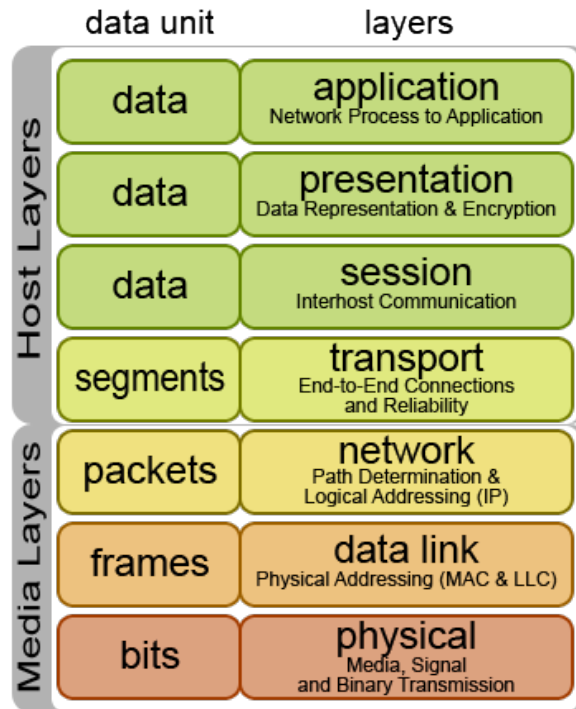 data unit layers
Host Layers
data application
Network Process to Application
data presentation
Data Representation & Encryption
data session
Interhost Communication
segments transport
End-to-End Connections
and Reliability
Media Layers
packets network
Path Determination &
Logical Addressing (IP)
frames data link
Physical Addressing (MAC & LLC)
bits physical
Media, Signal
and Binary Transmission